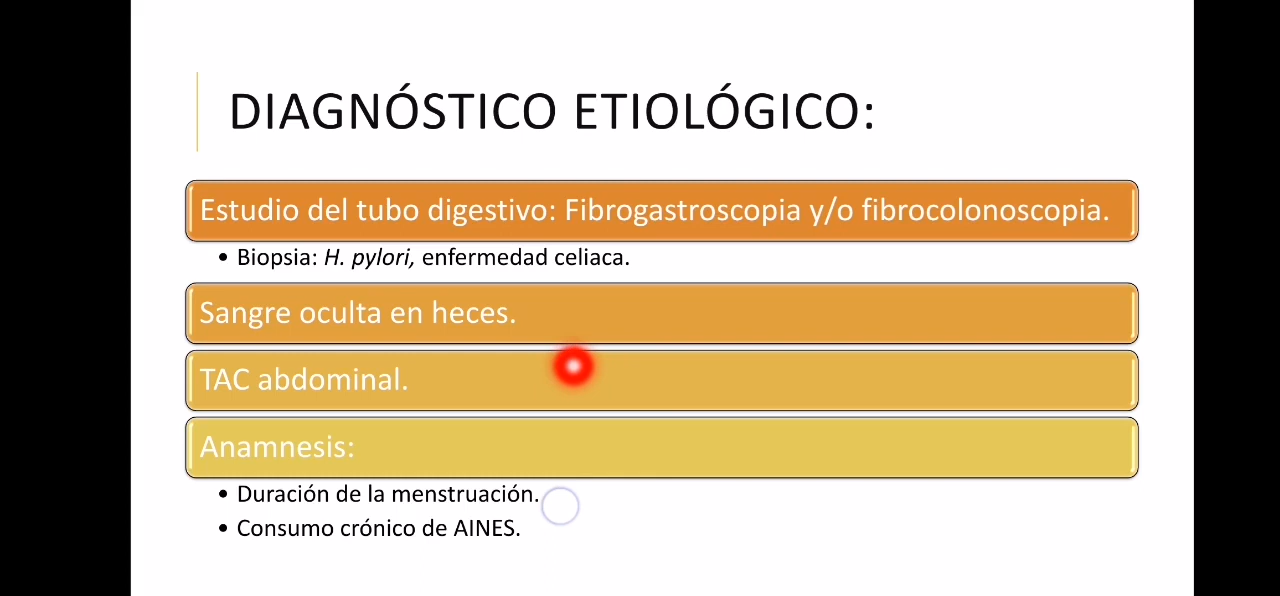 DIAGNÓSTICO ETIOLÓGICO:
Estudio del tubo digestivo: Fibrogastroscopia y/o fibrocolonoscopia.
• Biopsia: H. pylori, enfermedad celiaca.
Sangre oculta en heces.
TAC abdominal.
Anamnesis:
• Duración de la menstruación.
• Consumo crónico de AINES.